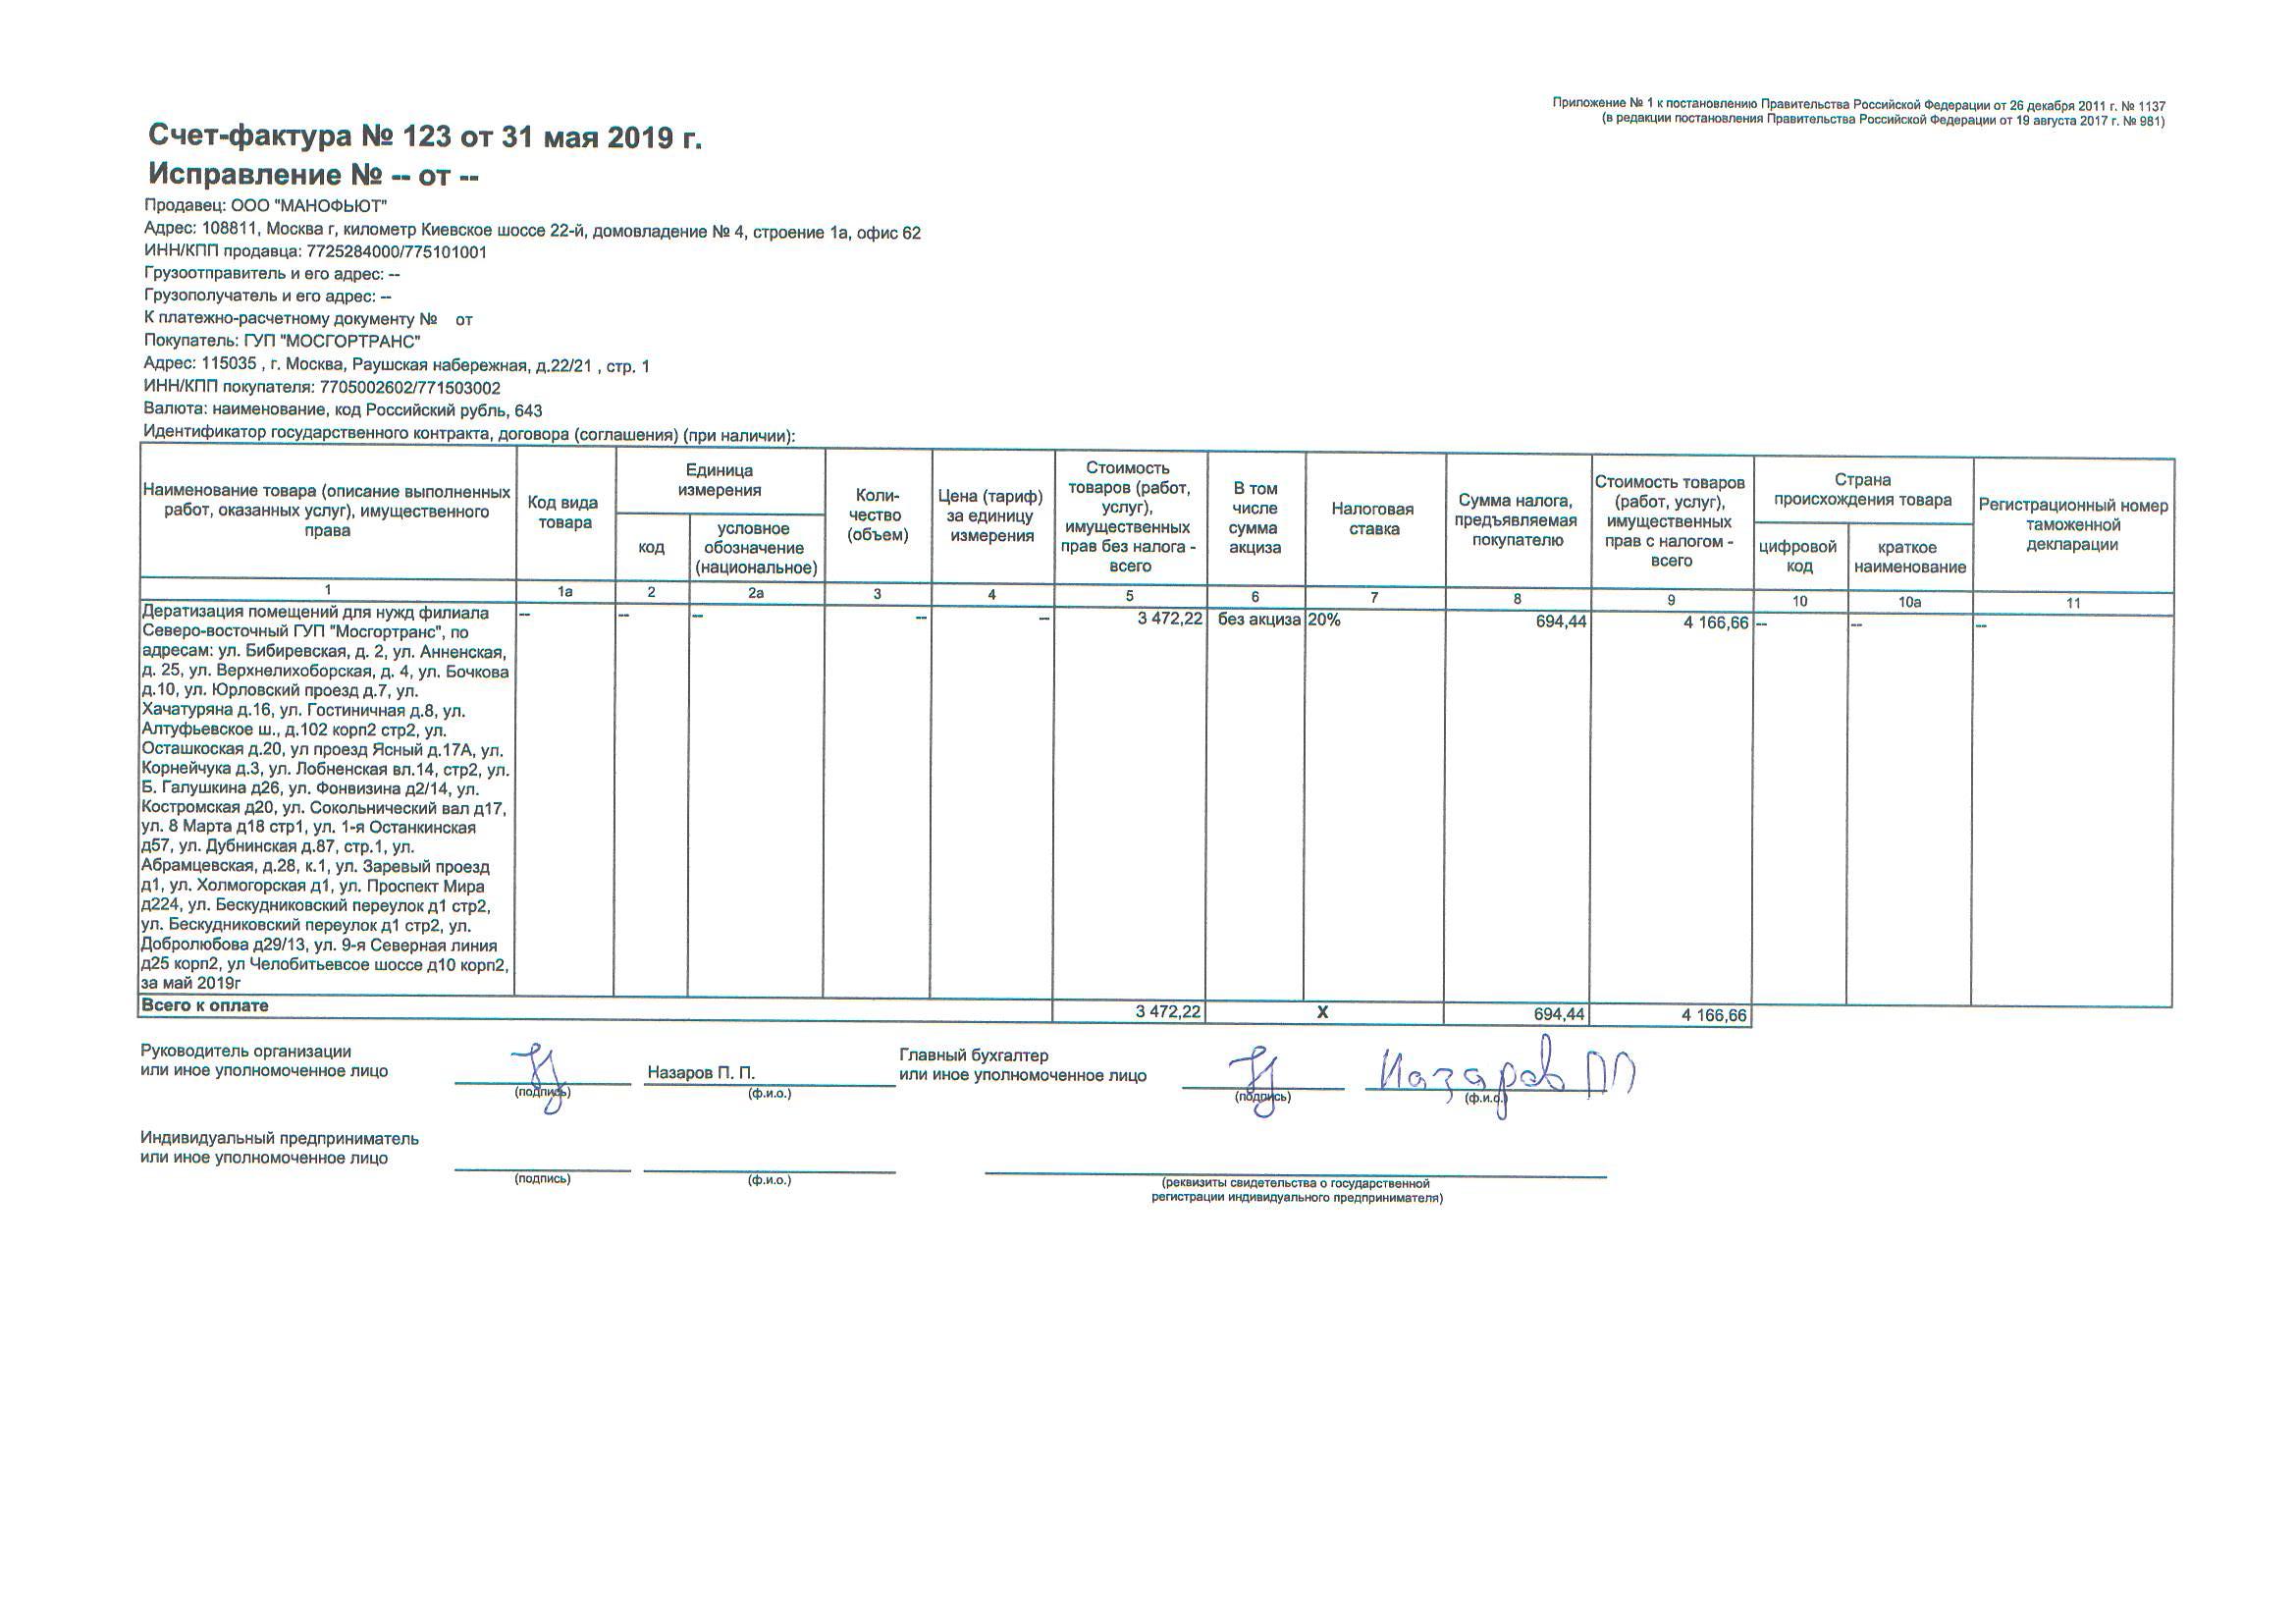 Приложение № 1 к постановлению Правительства Российской Федерации от 26 декабря 2011 г. № 1137
(в редакции постановления Правительства Российской Федерации от 19 августа 2017 г. № 981)
Счет-фактура № 123 от 31 мая 2019 г.
Исправление № -- от --
Продавец: ООО "МАНОФЬЮТ"
Адрес: 108811, Москва г, километр Киевское шоссе 22-й, домовладение № 4, строение 1а, офис 62
ИНН/КПП продавца: 7725284000/775101001
Грузоотправитель и его адрес: --
Грузополучатель и его адрес: --
К платежно-расчетному документу № от
Покупатель: ГУП "МОСГОРТРАНС"
Адрес: 115035 , г. Москва, Раушская набережная, д.22/21 , стр. 1
ИНН/КПП покупателя: 7705002602/771503002
Валюта: наименование, код Российский рубль, 643
Идентификатор государственного контракта, договора (соглашения) (при наличии):
Наименование товара (описание выполненных
работ, оказанных услуг), имущественного
права
Код вида
товара
Единица
измерения
код
условное
обозначение
(национальное)
Коли-
чество
(объем)
Цена (тариф)
за единицу
измерения
Стоимость
товаров (работ,
услуг),
имущественных
прав без налога -
всего
В том
числе
сумма
акциза
Налоговая
ставка
Сумма налога,
предъявляемая
покупателю
Стоимость товаров
(работ, услуг),
имущественных
прав с налогом -
всего
Страна
происхождения товара
цифровой
код
краткое
наименование
Регистрационный номер
таможенной
декларации
1 1а 2 2а 3 4 5 6 7 8 9 10 10а 11
Дератизация помещений для нужд филиала
Северо-восточный ГУП "Мосгортранс", по
адресам: ул. Бибиревская, д. 2, ул. Анненская,
д. 25, ул. Верхнелихоборская, д. 4, ул. Бочкова
д.10, ул. Юрловский проезд д.7, ул.
Хачатуряна д.16, ул. Гостиничная д.8, ул.
Алтуфьевское ш., д.102 корп2 стр2, ул.
Осташкоская д.20, ул проезд Ясный д.17А, ул.
Корнейчука д.3, ул. Лобненская вл.14, стр2, ул.
Б. Галушкина д26, ул. Фонвизина д2/14, ул.
Костромская д20, ул. Сокольнический вал д17,
ул. 8 Марта д18 стр1, ул. 1-я Останкинская
д57, ул. Дубнинская д.87, стр.1, ул.
Абрамцевская, д.28, к.1, ул. Заревый проезд
д1, ул. Холмогорская д1, ул. Проспект Мира
д224, ул. Бескудниковский переулок д1 стр2,
ул. Бескудниковский переулок д1 стр2, ул.
Добролюбова д29/13, ул. 9-я Северная линия
д25 корп2, ул Челобитьевсое шоссе д10 корп2,
за май 2019г
-- -- -- -- -- 3 472,22 без акциза 20% 694,44 4 166,66 -- -- --
Всего к оплате 3 472,22 Х 694,44 4 166,66
Руководитель организации
или иное уполномоченное лицо
(подпись)
Назаров П. П.
(ф.и.о.)
Главный бухгалтер
или иное уполномоченное лицо
(подпись)
Назаров ПП
(ф.и.о.)
Индивидуальный предприниматель
или иное уполномоченное лицо
(подпись)
(ф.и.о.)
(реквизиты свидетельства о государственной
регистрации индивидуального предпринимателя)